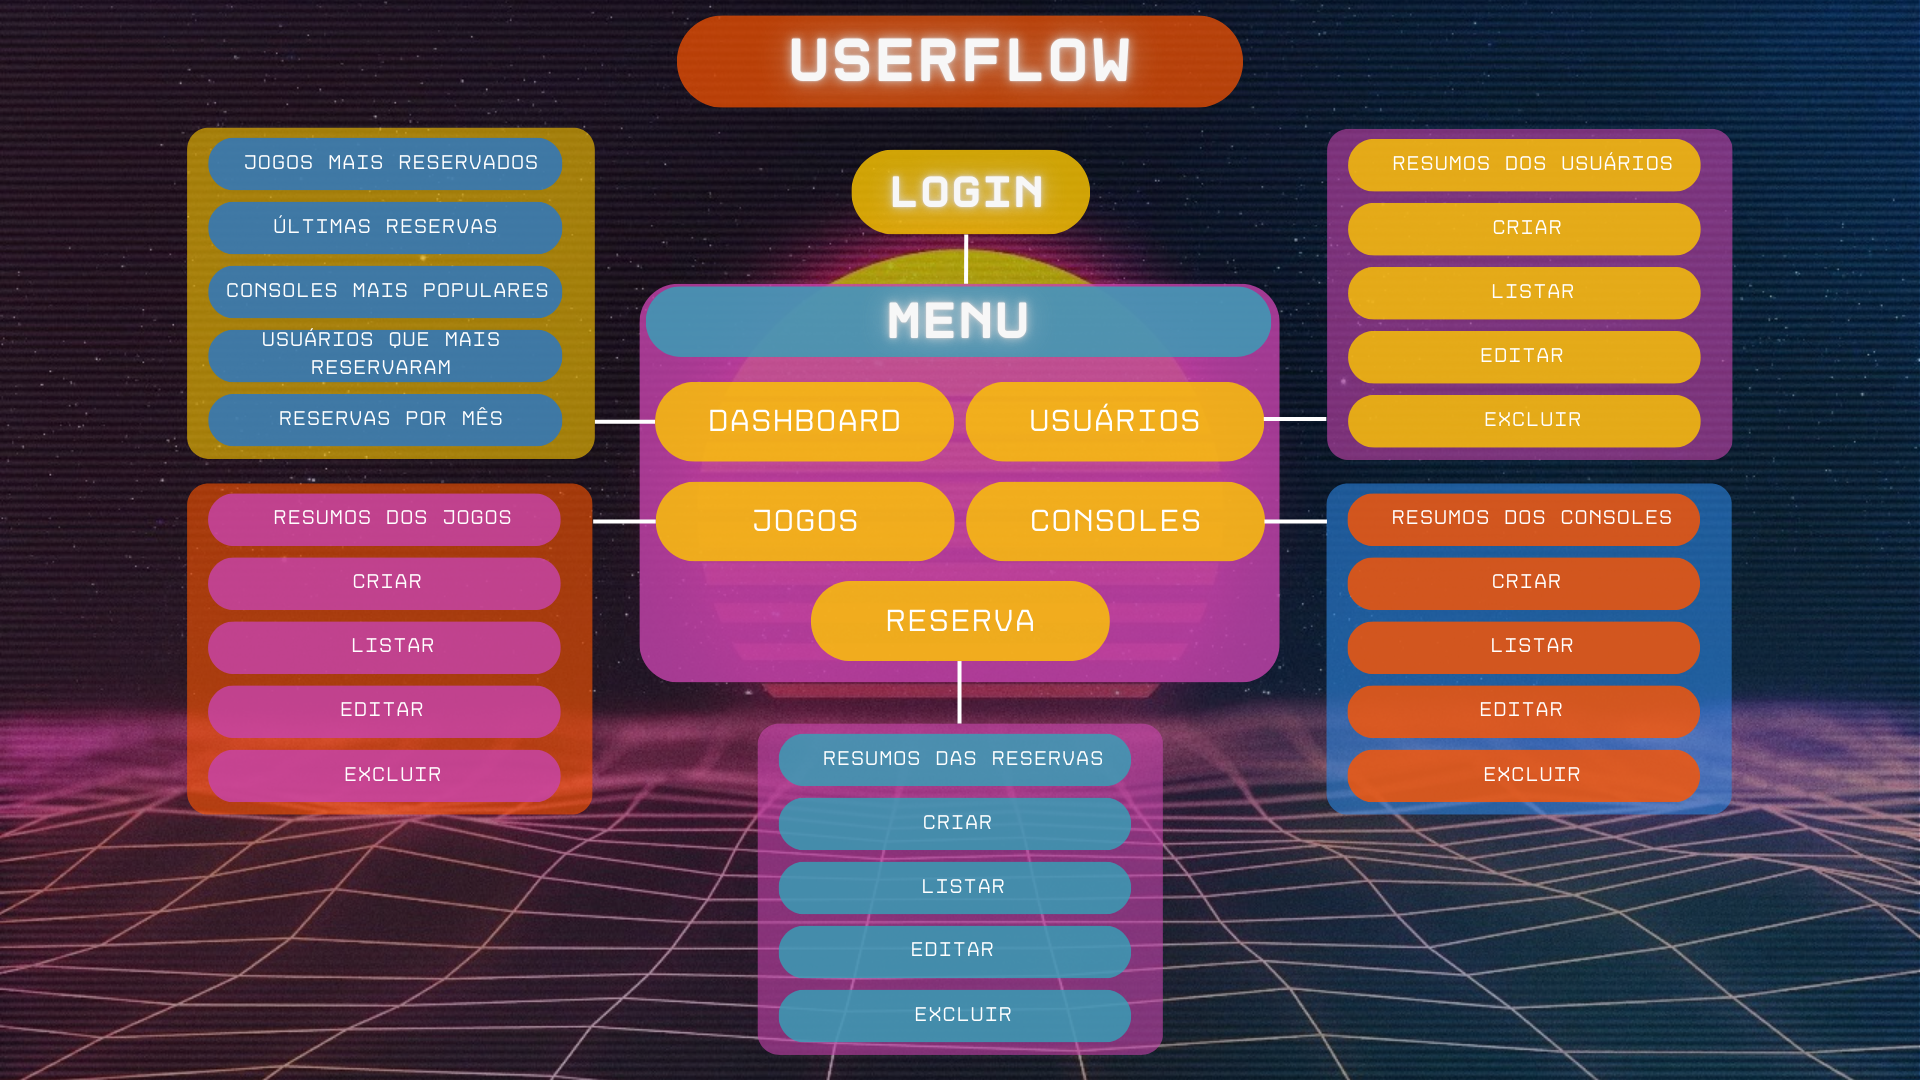 USERFLOW
LOGIN
MENU
DASHBOARD
USUÁRIOS
JOGOS
CONSOLES
RESERVA
JOGOS MAIS RESERVADOS
ÚLTIMAS RESERVAS
CONSOLES MAIS POPULARES
USUÁRIOS QUE MAIS
RESERVARAM
RESERVAS POR MÊS
RESUMOS DOS USUÁRIOS
CRIAR
LISTAR
EDITAR
EXCLUIR
RESUMOS DOS JOGOS
CRIAR
LISTAR
EDITAR
EXCLUIR
RESUMOS DOS CONSOLES
CRIAR
LISTAR
EDITAR
EXCLUIR
RESUMOS DAS RESERVAS
CRIAR
LISTAR
EDITAR
EXCLUIR